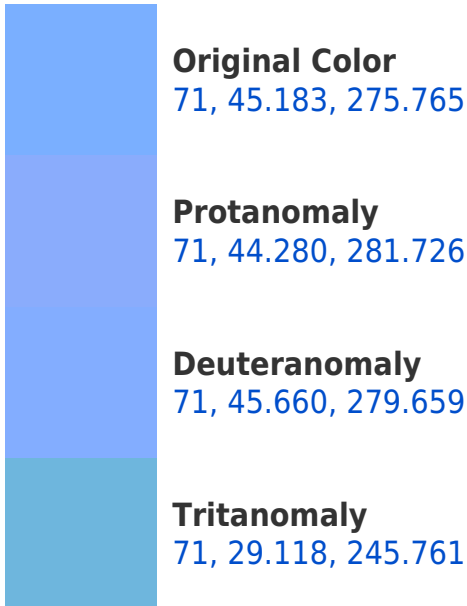 Original Color
71, 45.183, 275.765
Protanomaly
71, 44.280, 281.726
Deuteranomaly
71, 45.660, 279.659
Tritanomaly
71, 29.118, 245.761